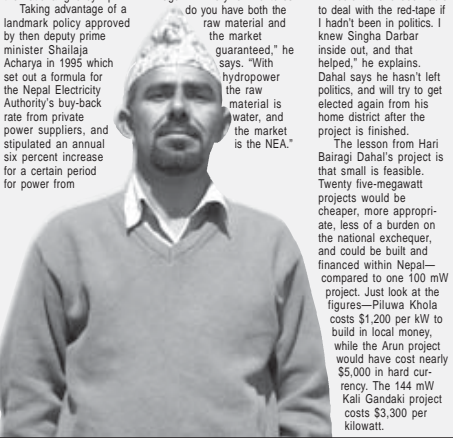 Taking advantage of a
landmark policy approved
by then deputy prime
minister Shailaja
Acharya in 1995 which
set out a formula for
the Nepal Electricity
Authority's buy-back
rate from private
power suppliers, and
stipulated an annual
six percent increase
for a certain period
for power from
do you have both the
raw material and
the market
guaranteed," he
says. "With
hydropower
the raw
material is
water, and
the market
is the NEA."
to deal with the red-tape if
I hadn't been in politics. I
knew Singha Darbar
inside out, and that
helped," he explains.
Dahal says he hasn't left
politics, and will try to get
elected again from his
home district after the
project is finished.
The lesson from Hari
Bairagi Dahal's project is
that small is feasible.
Twenty five-megawatt
projects would be
cheaper, more appropri-
ate, less of a burden on
the national exchequer,
and could be built and
financed within Nepal—
compared to one 100 mW
project. Just look at the
figures—Piluwa Khola
costs $1,200 per kW to
build in local money,
while the Arun project
would have cost nearly
$5,000 in hard cur-
rency. The 144 mW
Kali Gandaki project
costs $3,300 per
kilowatt.